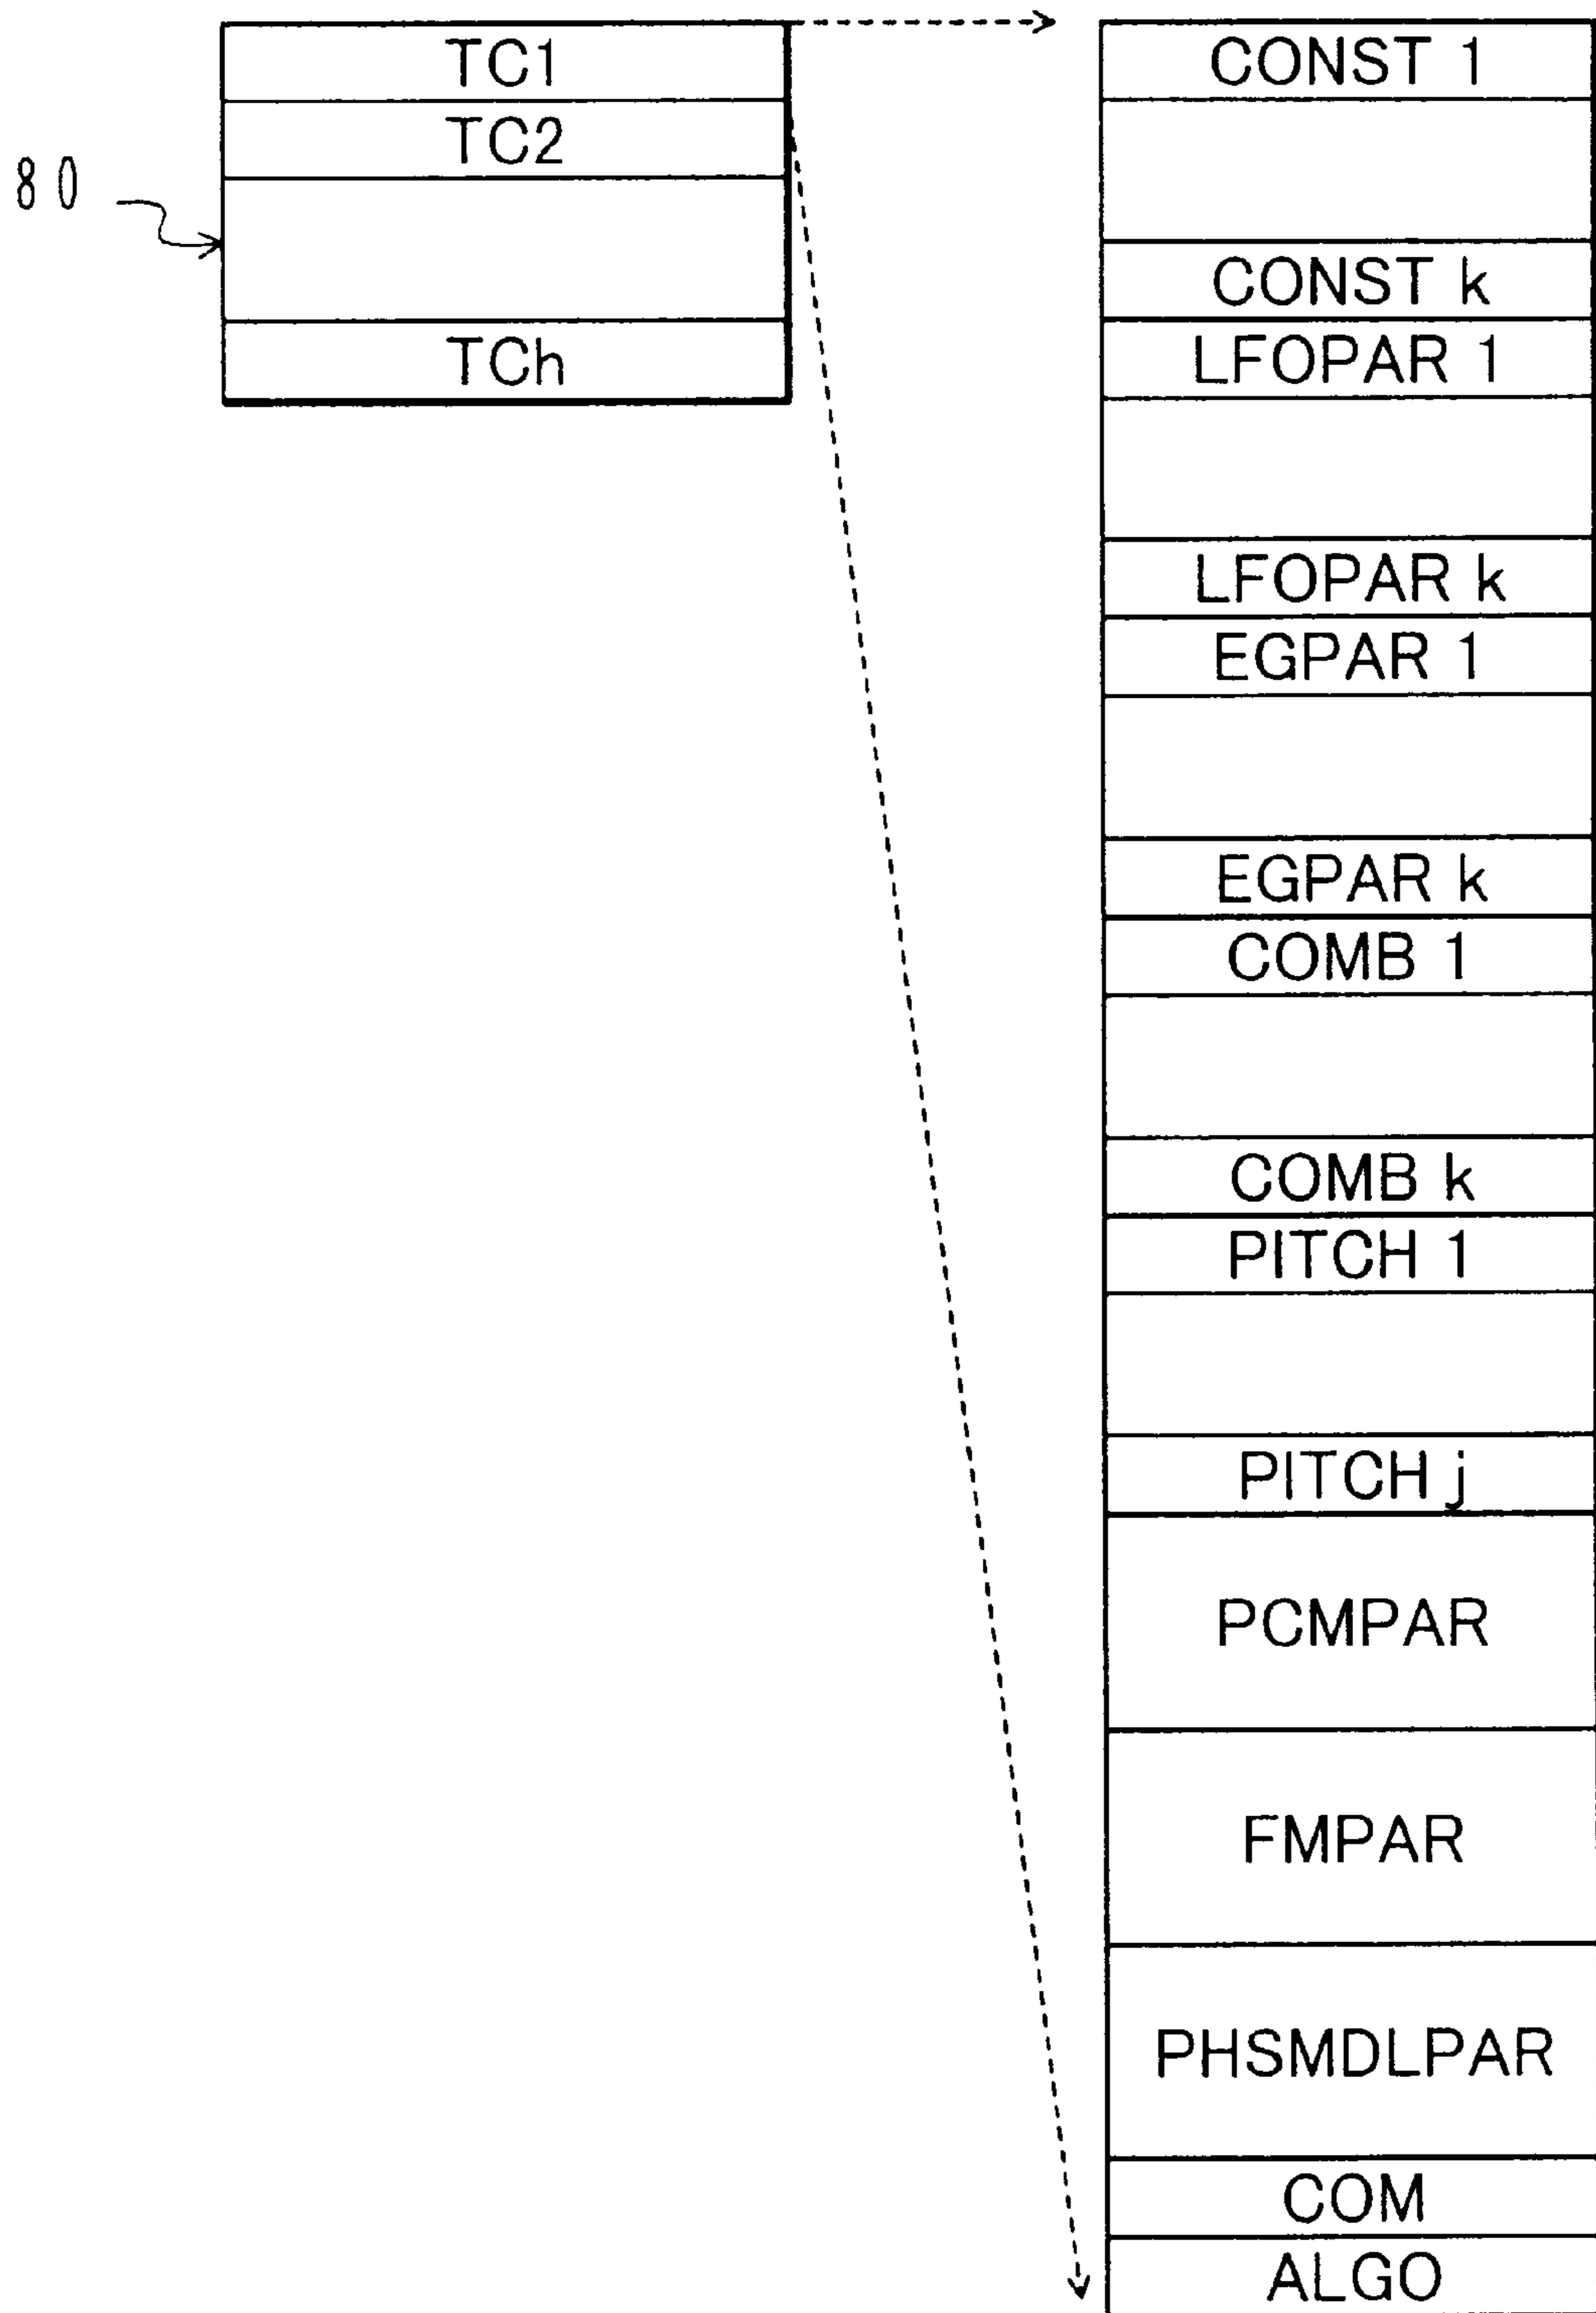 TC1
TC2
80
TCh
CONST 1
CONST k
LFOPAR 1
LFOPAR k
EGPAR 1
EGPAR k
COMB 1
COMB k
PITCH 1
PITCH j
PCMPAR
FMPAR
PHSMDLPAR
COM
ALGO